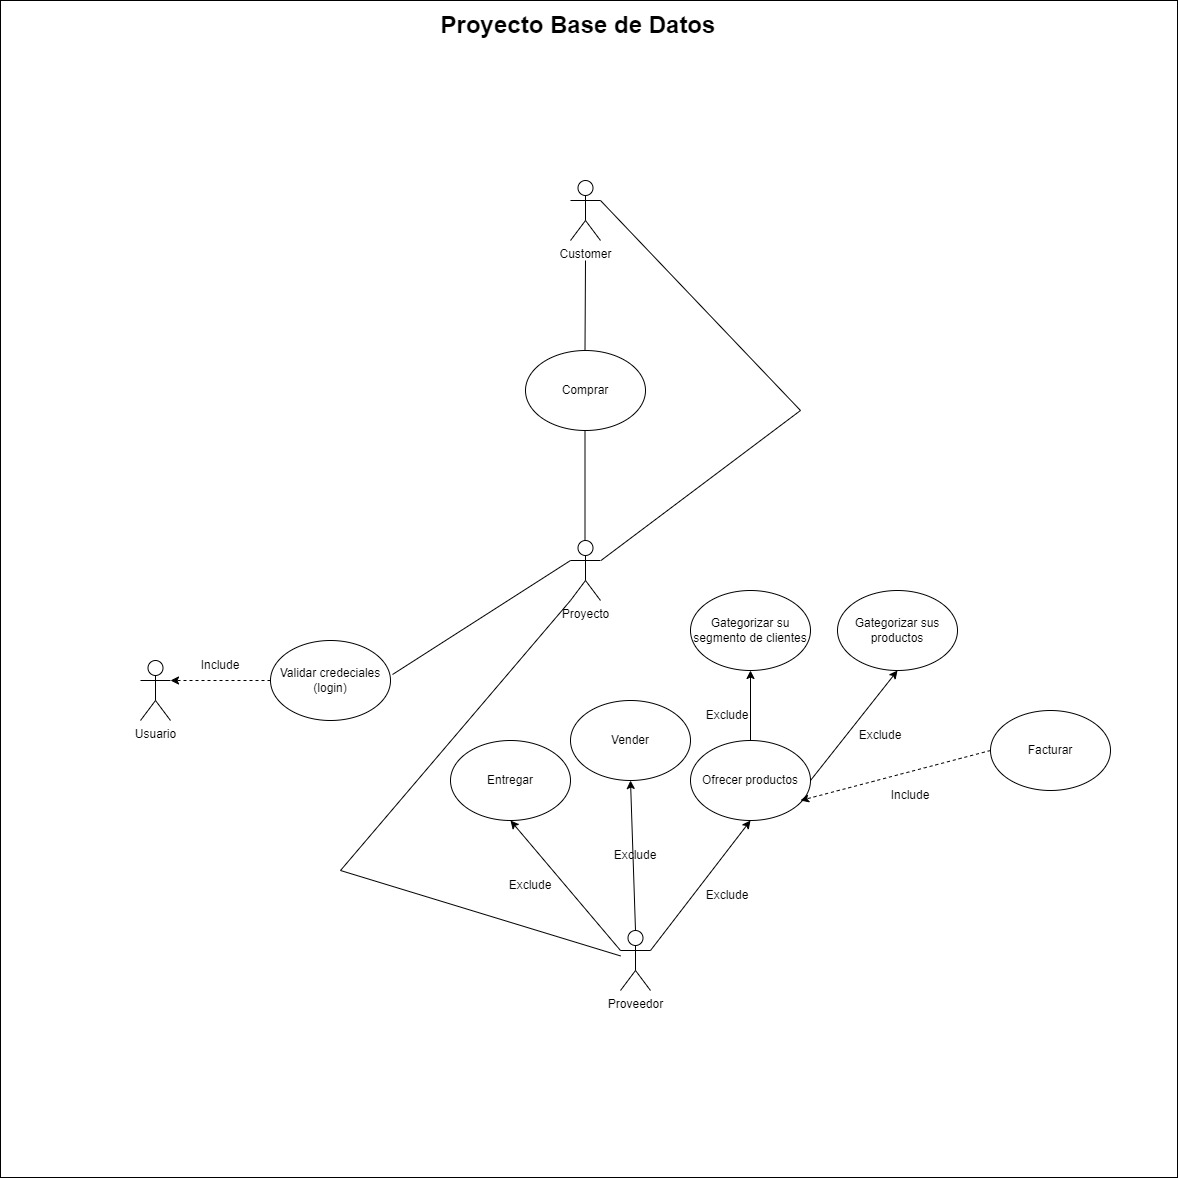 Proyecto Base de Datos
Customer
Comprar
Proyecto
Gategorizar su
segmento de clientes
Gategorizar sus
productos
Include
Validar credeciales
(login)
Usuario
Exclude
Exclude
Vender
Facturar
Entregar
Ofrecer productos
Include
Exclude
Exclude
Exclude
Proveedor